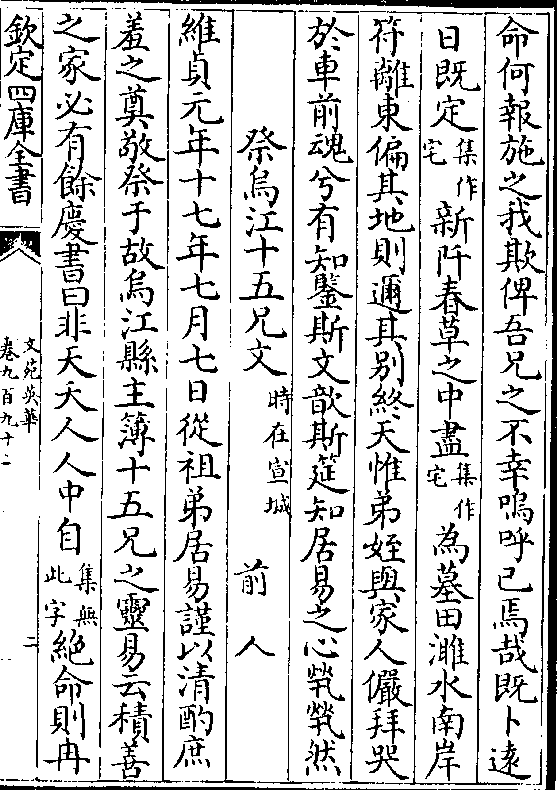 命何報施之我欺俾吾兄之不幸嗚呼已焉哉既卜遠
日既定集作宅新阡春草之中盡集作宅為墓田濉水南岸
符離東偏其地則邇其別終天惟弟姪與家人儼拜哭
於車前魂兮有知鑒斯文歆斯筵知居易之心煢煢然
祭烏江十五兄文時在宣城 前人
維貞元年十七年七月七日從祖弟居易謹以清酌庶
羞之奠敬祭于故烏江縣主簿十五兄之靈易云積善
之家必有餘慶書曰非天夭人人中自集無此字絕命則冉
欽定四庫全書
文苑英華
卷九百九十二
二